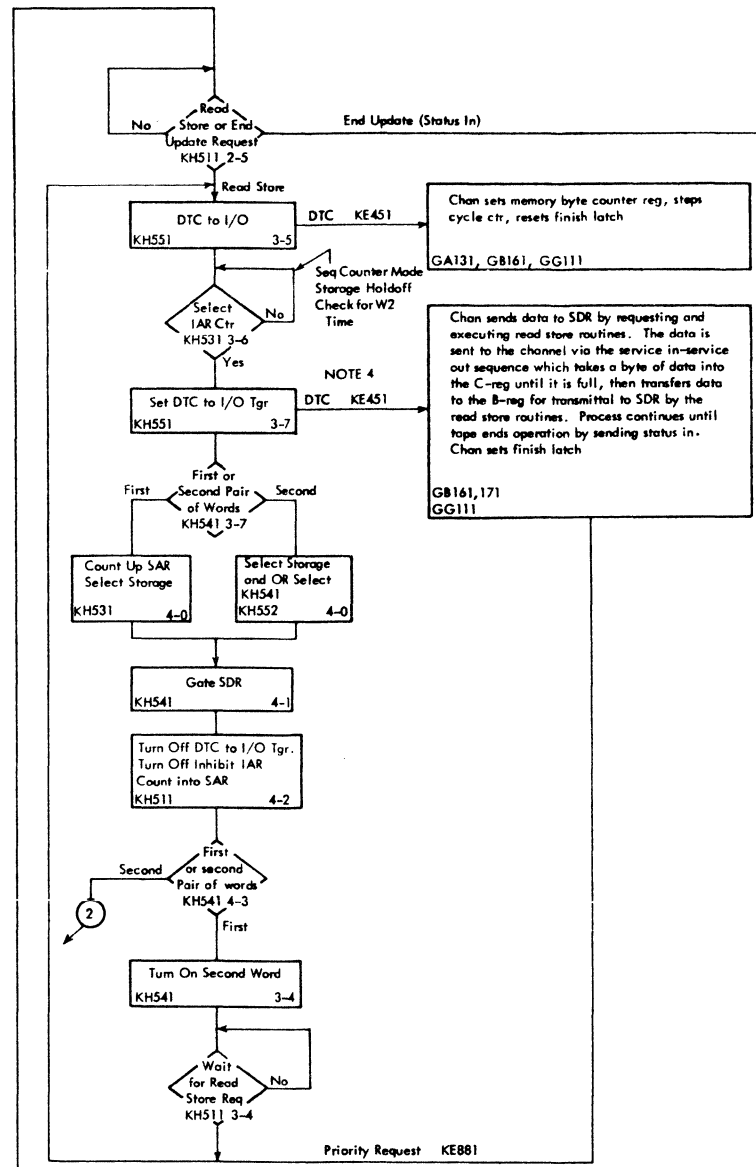 Read
Store or End
Update Request
KH511 2-5
No
End Update (Status In)
Read Store
DTC to I/O
KH551 3-5
DTC KE451
Chan sets memory byte counter reg, steps
cycle ctr, resets finish latch
GA131, GB161, GG111
Seq Counter Mode
Storage Holdoff
Check for W2
Time
Select
IAR Ctr
KH531 3-6
No
Yes
NOTE 4
Set DTC to I/O Tgr
KH551 3-7
DTC KE451
Chan sends data to SDR by requesting and
executing read store routines. The data is
sent to the channel via the service in-service
out sequence which takes a byte of data into
the C-reg until it is full, then transfers data
to the B-reg for transmittal to SDR by the
read store routines. Process continues until
tape ends operation by sending status in.
Chan sets finish latch
GB161,171
GG111
First or
Second Pair
of Words
KH541 3-7
First
Second
Count Up SAR
Select Storage
KH531 4-0
Select Storage
and OR Select
KH541
KH552 4-0
Gate SDR
KH541 4-1
Turn Off DTC to I/O Tgr.
Turn Off Inhibit IAR
Count into SAR
KH511 4-2
First
or second
Pair of words
KH541 4-3
Second
2
First
Turn On Second Word
KH541 3-4
Wait
for Read
Store Req
KH511 3-4
No
Priority Request KE881